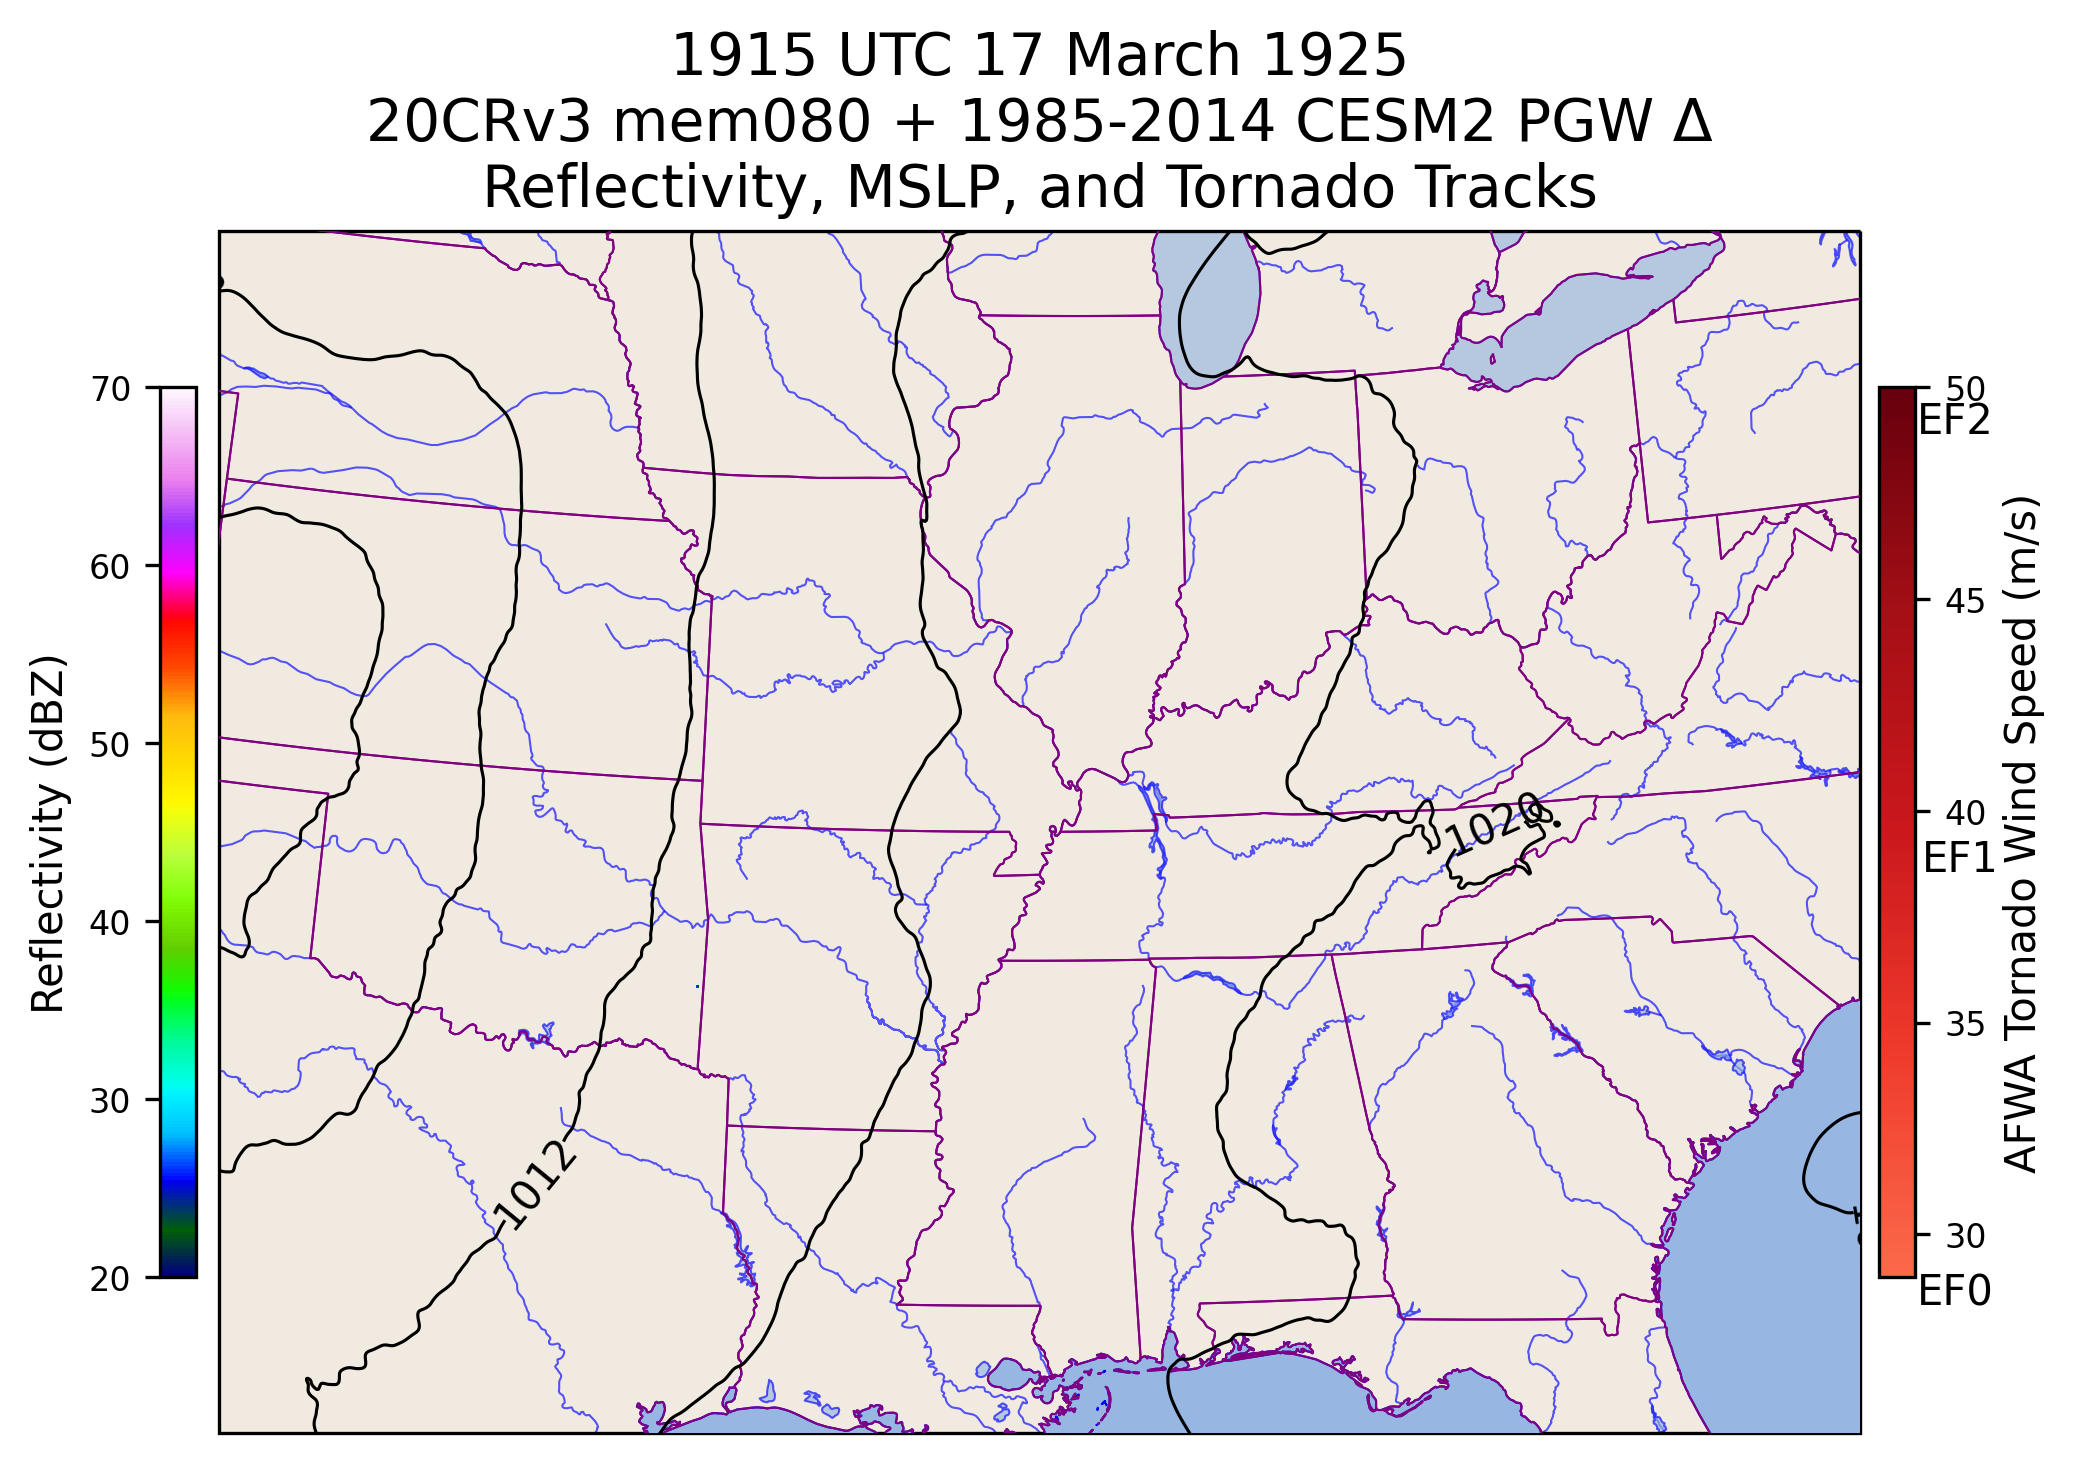 1915 UTC 17 March 1925
20CRv3 mem080 + 1985-2014 CESM2 PGW Δ
Reflectivity, MSLP, and Tornado Tracks
70
60
50
40
30
20
Reflectivity (dBZ)
1020
1012
50
EF2
45
40
EF1
35
30
EF0
AFWA Tornado Wind Speed (m/s)